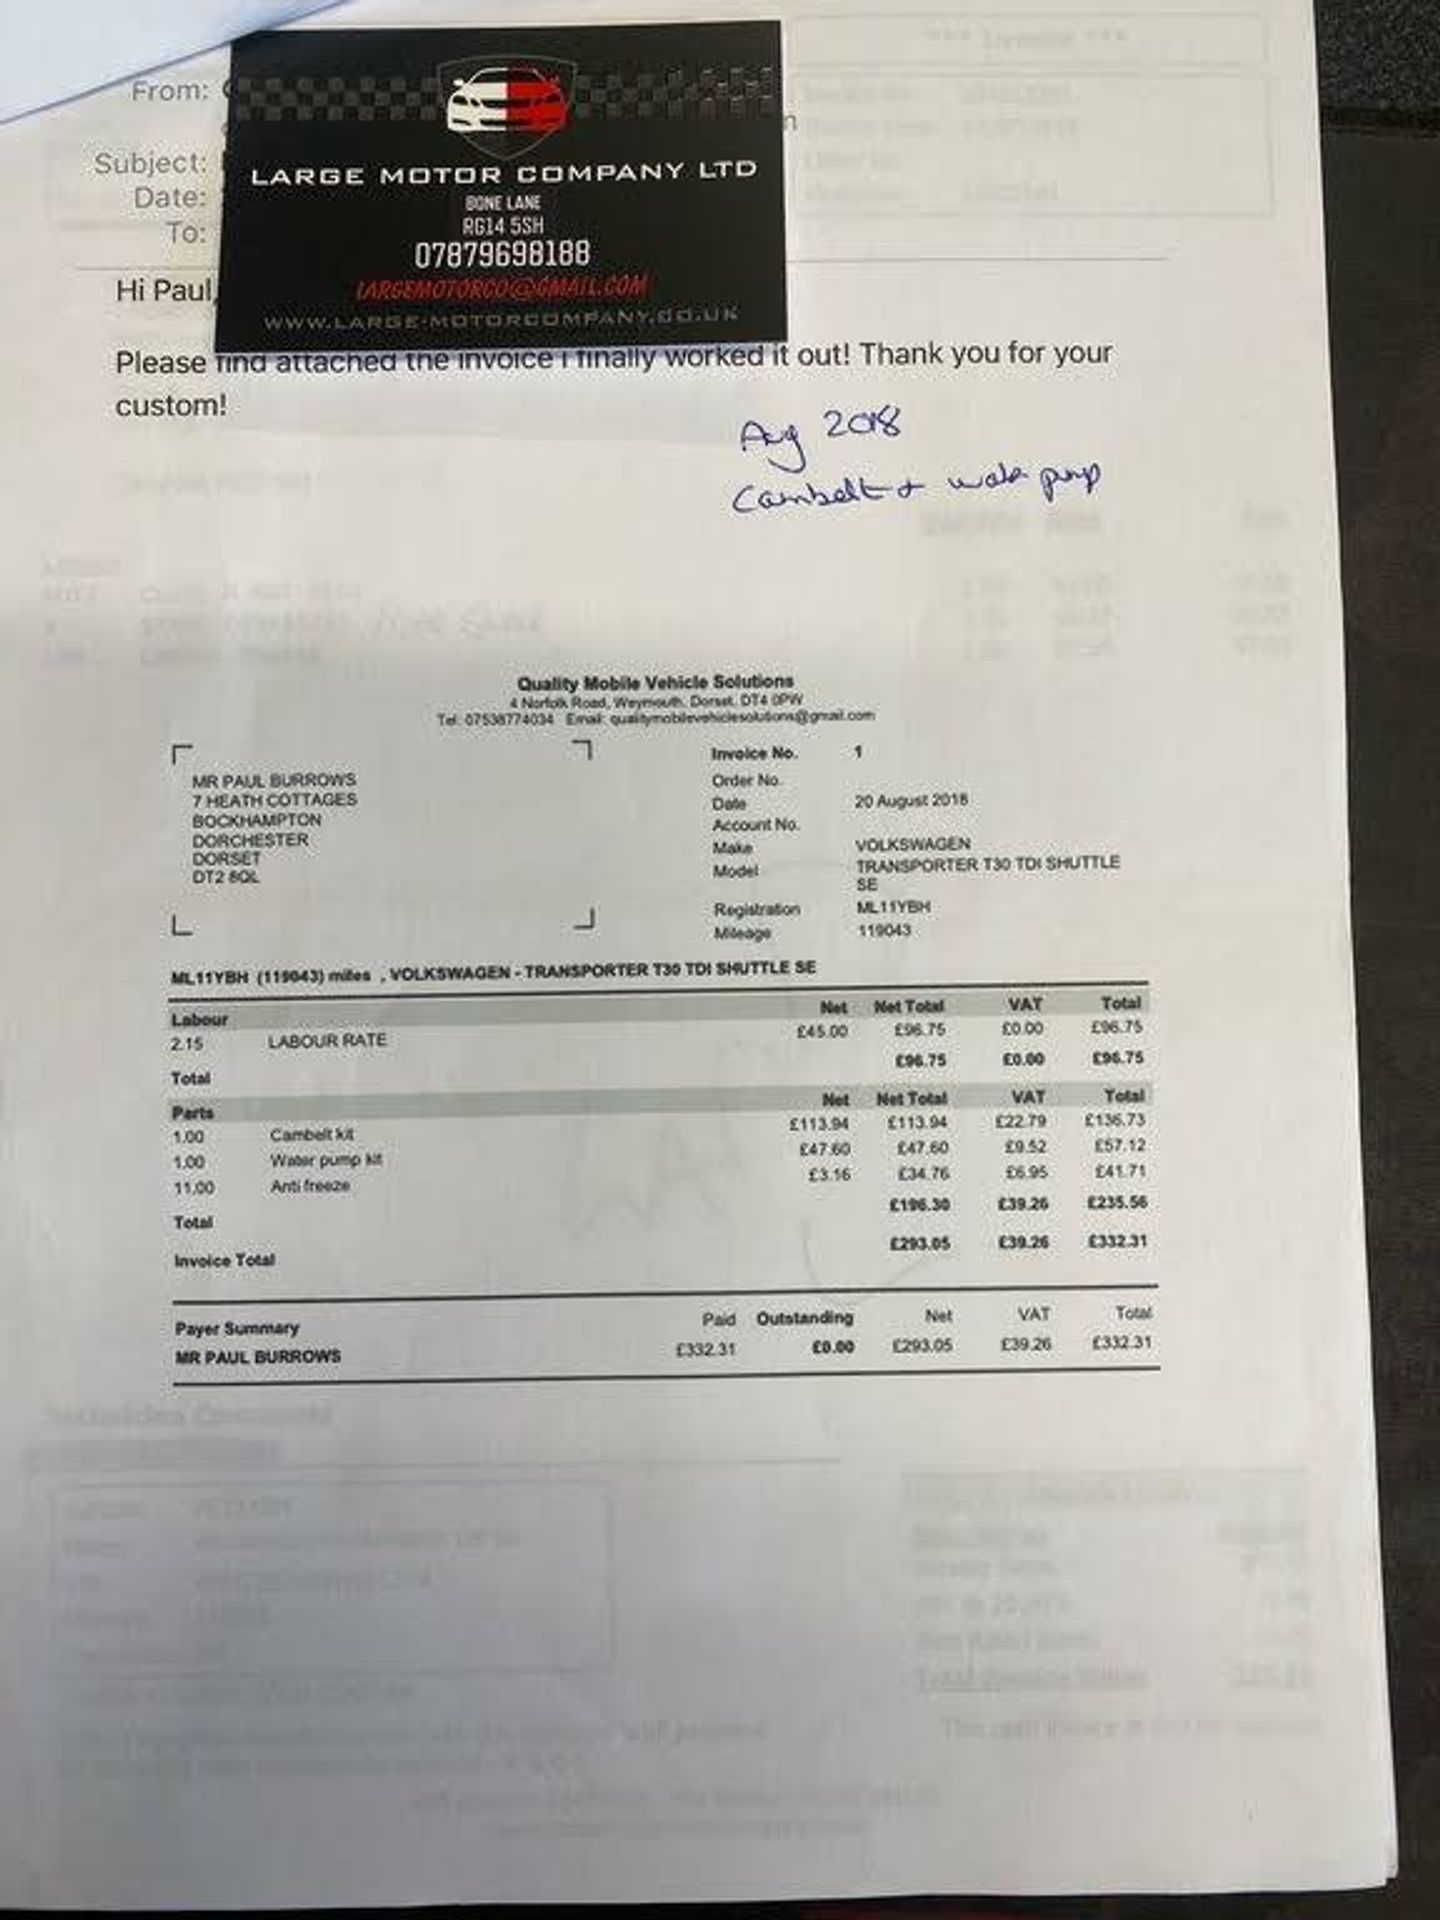 From:
Subject:
Date:
To:
LARGE MOTOR COMPANY LTD
BONE LANE
RG14 5SH
07879698188
LARGEMOTORCO@GMAIL.COM
WWW.LARGE-MOTORCOMPANY.CO.UK
Hi Paul,
Please find attached the invoice i finally worked it out! Thank you for your
custom!
Aug 2018
Cambelt + water pump
Quality Mobile Vehicle Solutions
4 Norfolk Road, Weymouth, Dorset, DT4 0PW
Tel: 07538774034 Email: qualitymobilevehiclesolutions@gmail.com
MR PAUL BURROWS
7 HEATH COTTAGES
BOCKHAMPTON
DORCHESTER
DORSET
DT2 8QL
Invoice No. 1
Order No.
Date 20 August 2018
Account No.
Make VOLKSWAGEN
Model TRANSPORTER T30 TDI SHUTTLE
SE
Registration ML11YBH
Mileage 119043
ML11YBH (119043) miles , VOLKSWAGEN - TRANSPORTER T30 TDI SHUTTLE SE
Labour Net Net Total VAT Total
2.15 LABOUR RATE £45.00 £96.75 £0.00 £96.75
Total £96.75 £0.00 £96.75
Parts Net Net Total VAT Total
1.00 Cambelt kit £113.94 £113.94 £22.79 £136.73
1.00 Water pump kit £47.60 £47.60 £9.52 £57.12
11.00 Anti freeze £3.16 £34.76 £6.95 £41.71
Total £196.30 £39.26 £235.56
Invoice Total £293.05 £39.26 £332.31
Payer Summary Paid Outstanding Net VAT Total
MR PAUL BURROWS £332.31 £0.00 £293.05 £39.26 £332.31